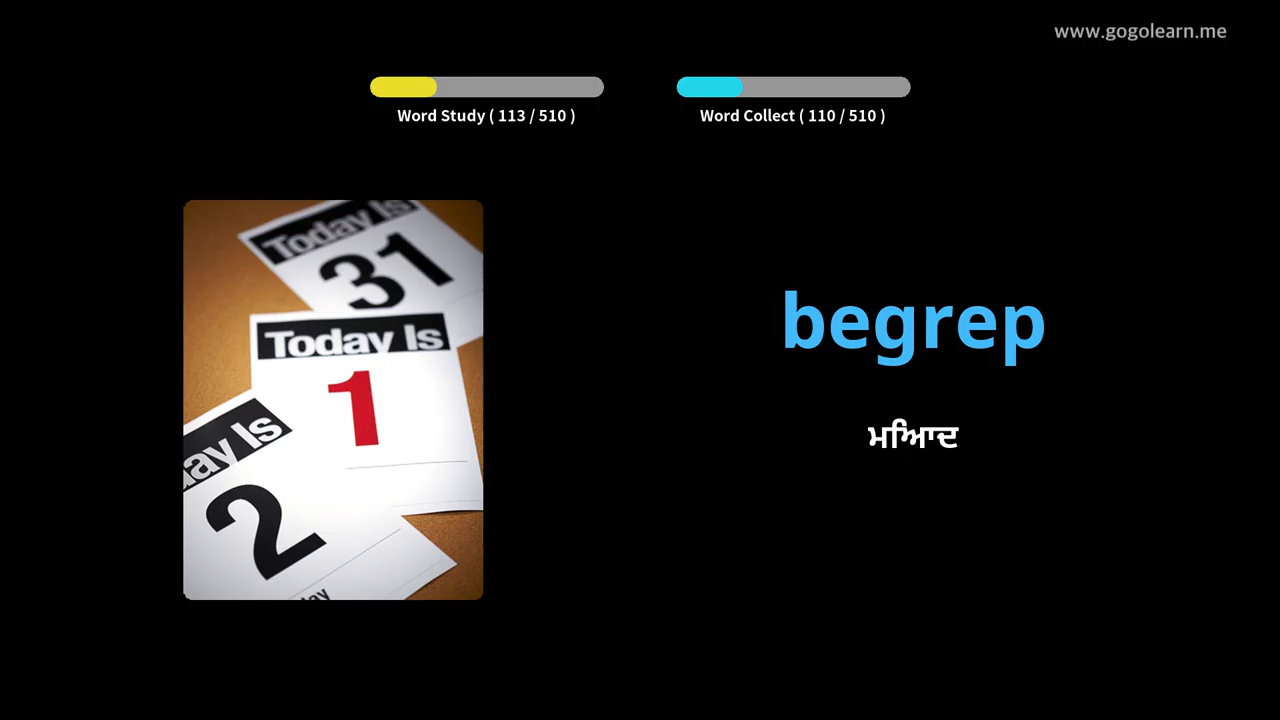 www.gogolearn.me
Word Study ( 113 / 510 )
Word Collect ( 110 / 510 )
Today Is
31
Today Is
1
ay Is
2
day
begrep
ਮਿਆਦ